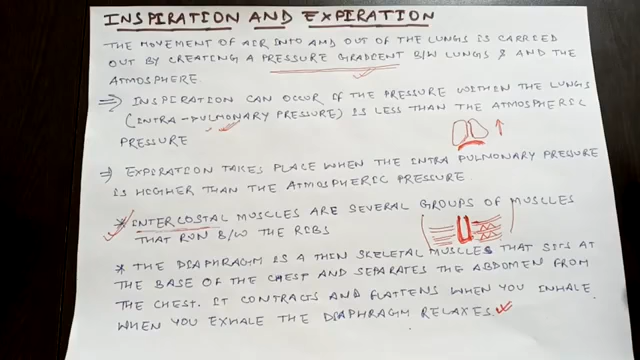 INSPIRATION AND EXPIRATION
THE MOVEMENT OF AIR INTO AND OUT OF THE LUNGS IS CARRIED
OUT BY CREATING A PRESSURE GRADIENT B/W LUNGS & AND THE
ATMOSPHERE.
⇒ INSPIRATION CAN OCCUR IF THE PRESSURE WITHIN THE LUNGS
(INTRA-PULMONARY PRESSURE) IS LESS THAN THE ATMOSPHERIC
PRESSURE
⇒ EXPIRATION TAKES PLACE WHEN THE INTRA PULMONARY PRESSURE
IS HIGHER THAN THE ATMOSPHERIC PRESSURE.
* INTERCOSTAL MUSCLES ARE SEVERAL GROUPS OF MUSCLES
THAT RUN B/W THE RIBS
* THE DIAPHRAGM IS A THIN SKELETAL MUSCLES THAT SITS AT
THE BASE OF THE CHEST AND SEPARATES THE ABDOMEN FROM
THE CHEST. IT CONTRACTS AND FLATTENS WHEN YOU INHALE
WHEN YOU EXHALE THE DIAPHRAGM RELAXES.